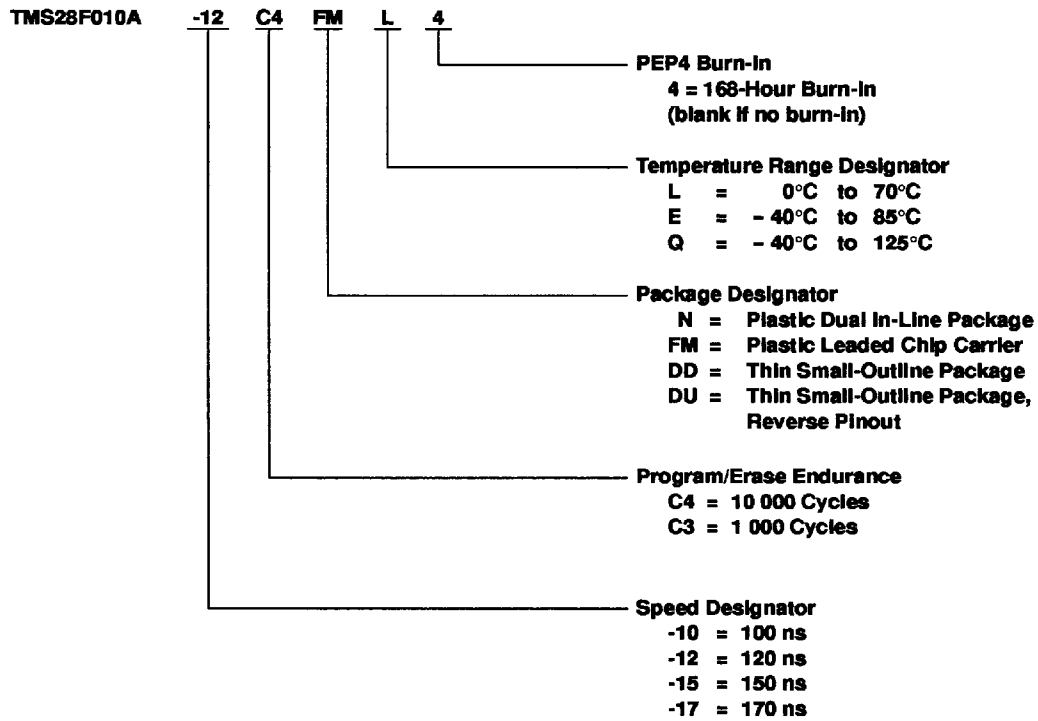 TMS28F010A -12 C4 FM L 4
PEP4 Burn-In
4 = 168-Hour Burn-In
(blank if no burn-in)
Temperature Range Designator
L = 0°C to 70°C
E = – 40°C to 85°C
Q = – 40°C to 125°C
Package Designator
N = Plastic Dual In-Line Package
FM = Plastic Leaded Chip Carrier
DD = Thin Small-Outline Package
DU = Thin Small-Outline Package,
Reverse Pinout
Program/Erase Endurance
C4 = 10 000 Cycles
C3 = 1 000 Cycles
Speed Designator
-10 = 100 ns
-12 = 120 ns
-15 = 150 ns
-17 = 170 ns